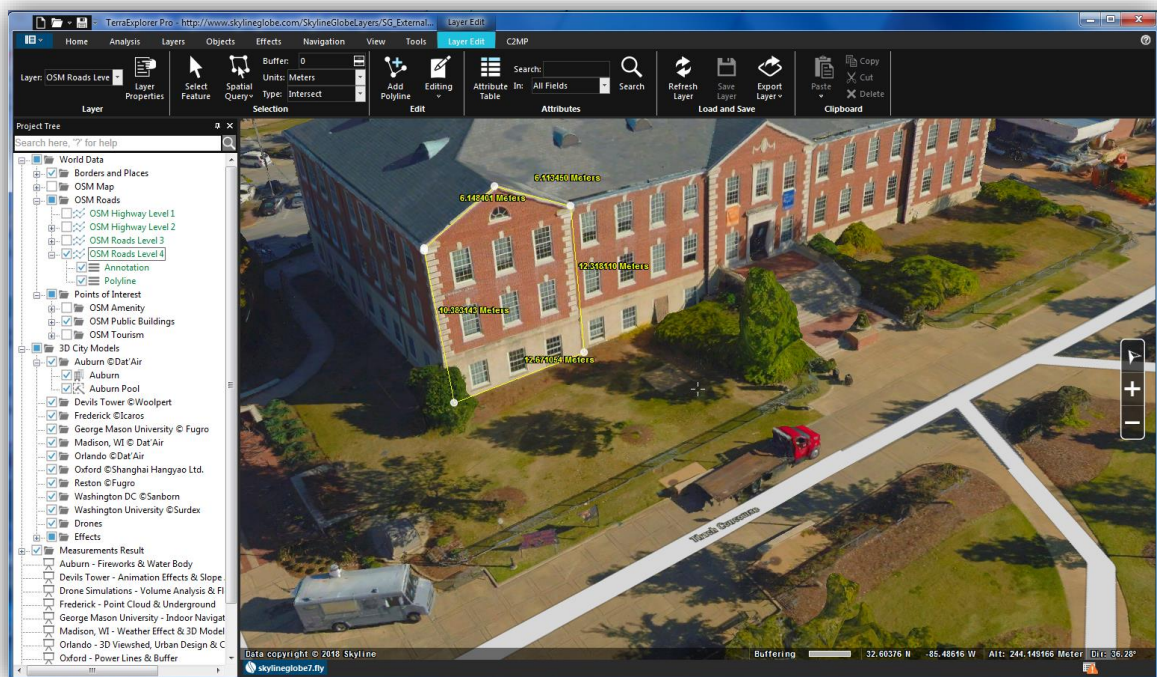 TerraExplorer Pro - http://www.skylineglobe.com/SkylineGlobeLayers/SG_External... Layer Edit
Home Analysis Layers Objects Effects Navigation View Tools Layer Edit C2MP
Layer: OSM Roads Leve
Layer Properties
Layer
Select Feature
Spatial Query
Buffer: 0
Units: Meters
Type: Intersect
Selection
Add Polyline
Editing
Edit
Attribute Table
Search:
In: All Fields
Search
Attributes
Refresh Layer
Save Layer
Export Layer
Load and Save
Paste
Copy
Cut
Delete
Clipboard
Project Tree
Search here, '?' for help
World Data
Borders and Places
OSM Map
OSM Roads
OSM Highway Level 1
OSM Highway Level 2
OSM Roads Level 3
OSM Roads Level 4
Annotation
Polyline
Points of Interest
OSM Amenity
OSM Public Buildings
OSM Tourism
3D City Models
Auburn ©Dat'Air
Auburn
Auburn Pool
Devils Tower ©Woolpert
Frederick ©Icaros
George Mason University © Fugro
Madison, WI © Dat'Air
Orlando ©Dat'Air
Oxford ©Shanghai Hangyao Ltd.
Reston ©Fugro
Washington DC ©Sanborn
Washington University ©Surdex
Drones
Effects
Measurements Result
Auburn - Fireworks & Water Body
Devils Tower - Animation Effects & Slope
Drone Simulations - Volume Analysis & Fl
Frederick - Point Cloud & Underground
George Mason University - Indoor Navigat
Madison, WI - Weather Effect & 3D Model
Orlando - 3D Viewshed, Urban Design & C
Oxford - Power Lines & Buffer
6.113450 Meters
6.148401 Meters
12.318110 Meters
10.383143 Meters
17.671054 Meters
Thach Concourse
Data copyright © 2018 Skyline
Buffering 32.60376 N -85.48616 W Alt: 244.149166 Meter Dir: 36.28°
skylineglobe7.fly